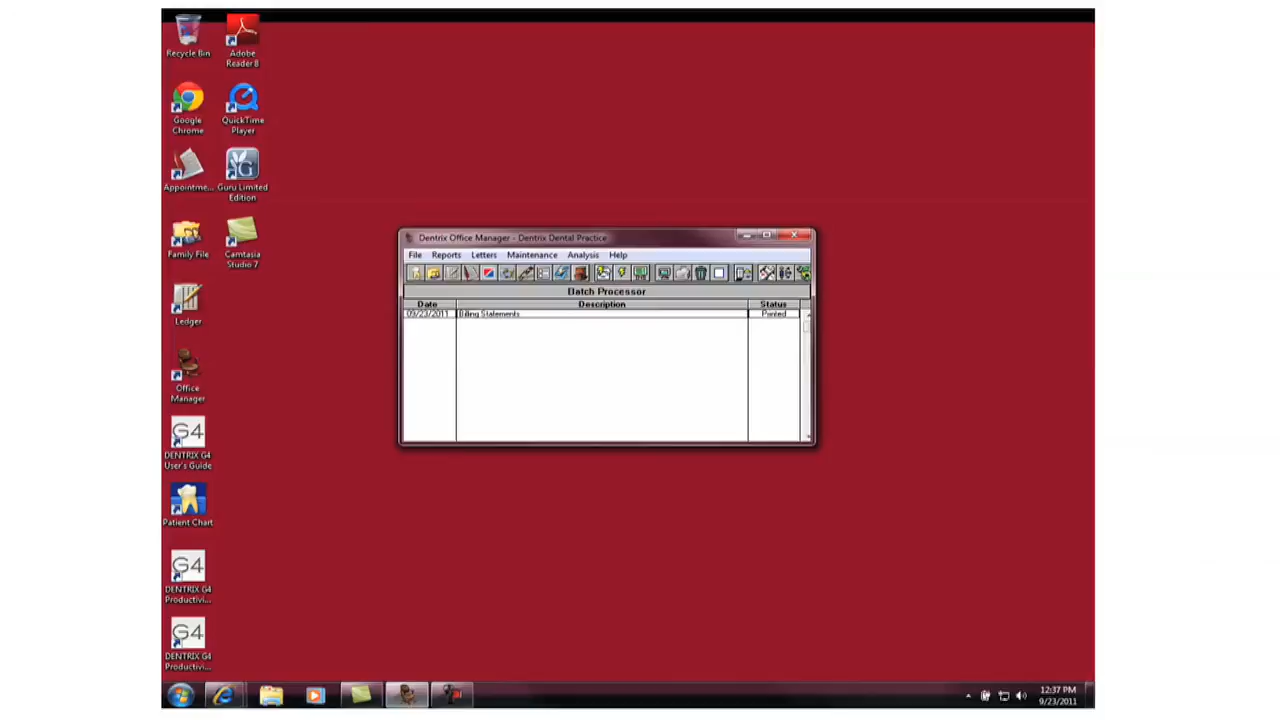 Recycle Bin
Adobe
Reader 8
Google
Chrome
QuickTime
Player
Appointme...
Guru Limited
Edition
Family File
Camtasia
Studio 7
Ledger
Office
Manager
G4
DENTRIX G4
User's Guide
Patient Chart
G4
DENTRIX G4
Productivi...
G4
DENTRIX G4
Productivi...
Dentrix Office Manager - Dentrix Dental Practice
File Reports Letters Maintenance Analysis Help
Batch Processor
Date Description Status
09/23/2011 Billing Statements Printed
12:37 PM
9/23/2011